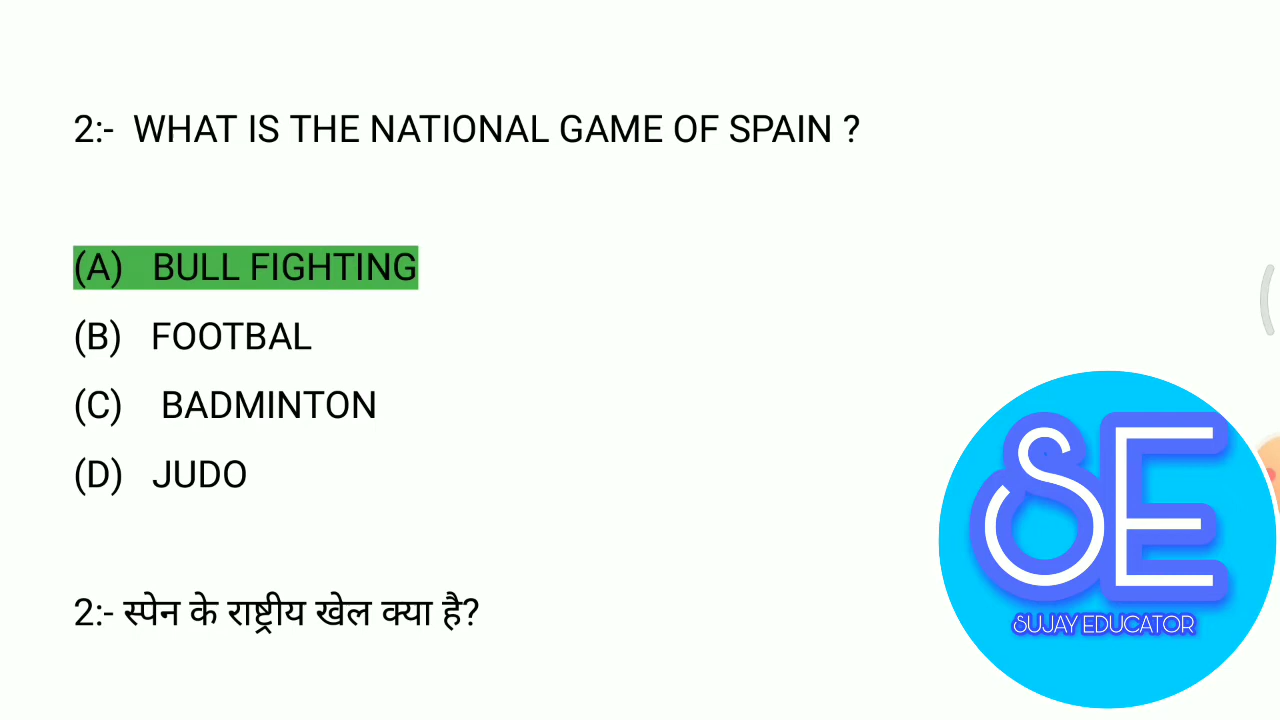 2:- WHAT IS THE NATIONAL GAME OF SPAIN ?
(A) BULL FIGHTING
(B) FOOTBAL
(C) BADMINTON
(D) JUDO
2:- स्पेन के राष्ट्रीय खेल क्या है?
SE
SUJAY EDUCATOR